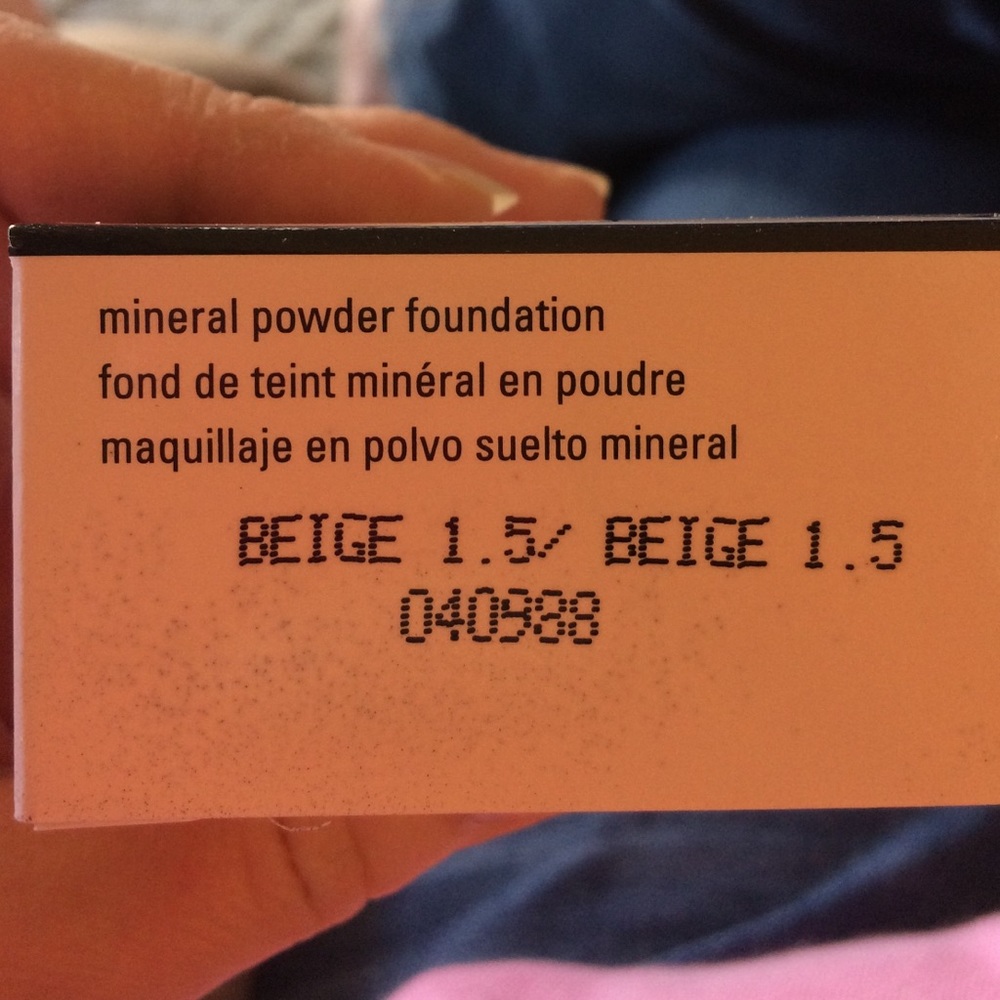 mineral powder foundation
fond de teint minéral en poudre
maquillaje en polvo suelto mineral
BEIGE 1.5/ BEIGE 1.5
040988